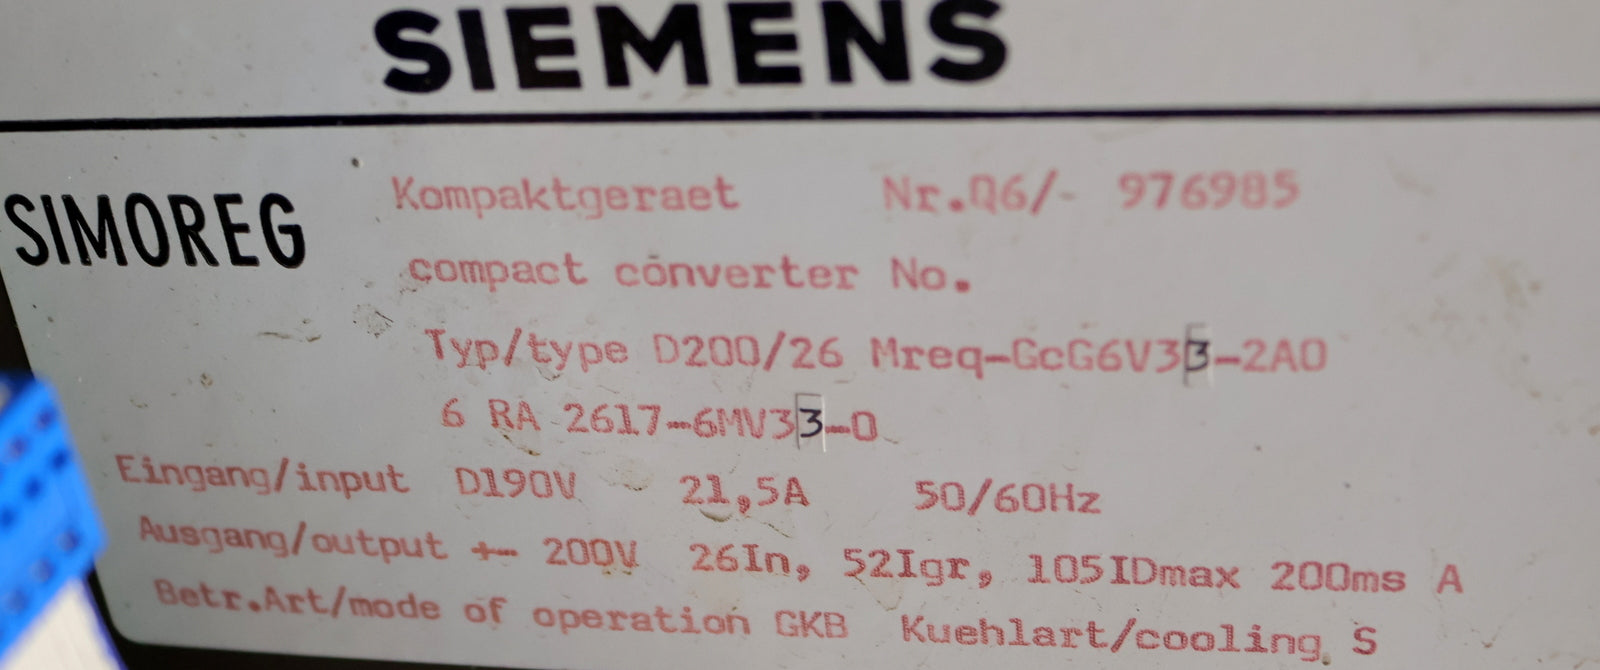 SIEMENS
SIMOREG
Kompaktgeraet Nr.Q6/- 976985
compact converter No.
Typ/type D200/26 Mreq-GcG6V33-2A0
6 RA 2617-6MV33-0
Eingang/input D190V 21,5A 50/60Hz
Ausgang/output +- 200V 26In, 52Igr, 105IDmax 200ms A
Betr.Art/mode of operation GKB Kuehlart/cooling S